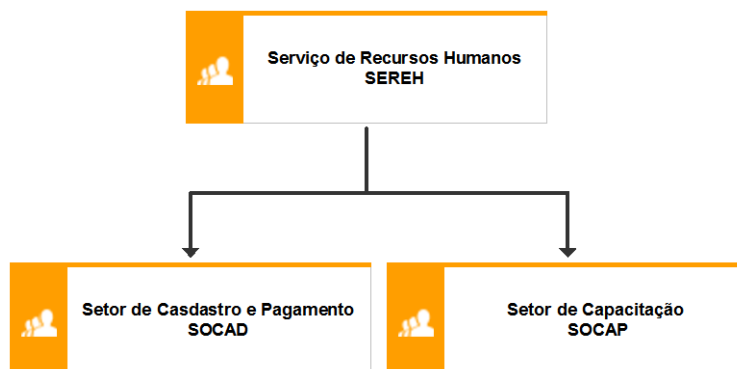 Serviço de Recursos Humanos
SEREH
Setor de Casdastro e Pagamento
SOCAD
Setor de Capacitação
SOCAP